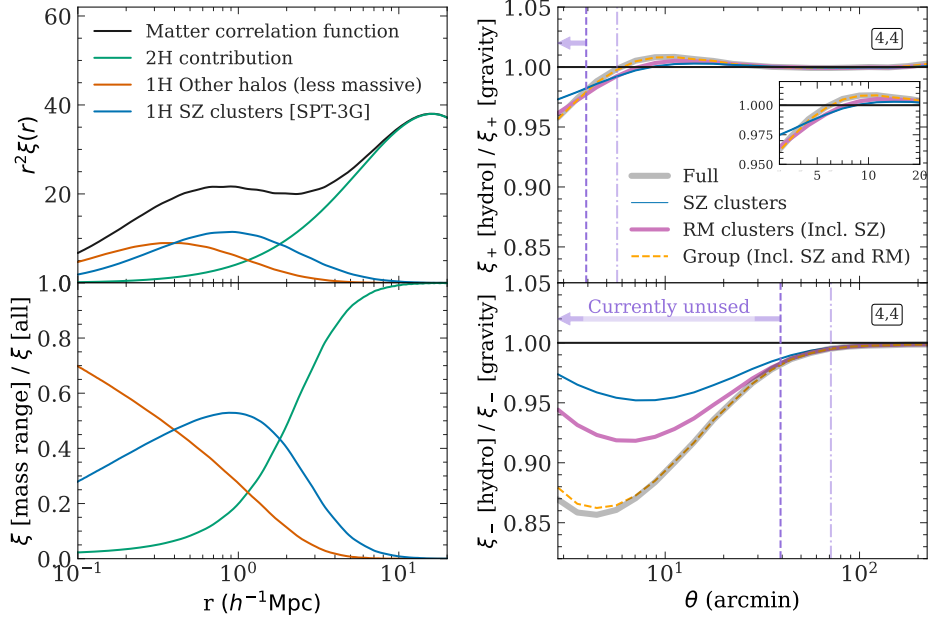 60
40
20
0
r²ξ(r)
Matter correlation function
2H contribution
1H Other halos (less massive)
1H SZ clusters [SPT-3G]
1.0
0.8
0.6
0.4
0.2
0.0
ξ [mass range] / ξ [all]
10⁻¹
10⁰
10¹
r (h⁻¹Mpc)
1.05
1.00
0.95
0.90
0.85
ξ₊ [hydro] / ξ₊ [gravity]
4,4
1.000
0.975
0.950
5
10
20
Full
SZ clusters
RM clusters (Incl. SZ)
Group (Incl. SZ and RM)
1.05
1.00
0.95
0.90
0.85
ξ₋ [hydro] / ξ₋ [gravity]
Currently unused
4,4
10¹
10²
θ (arcmin)